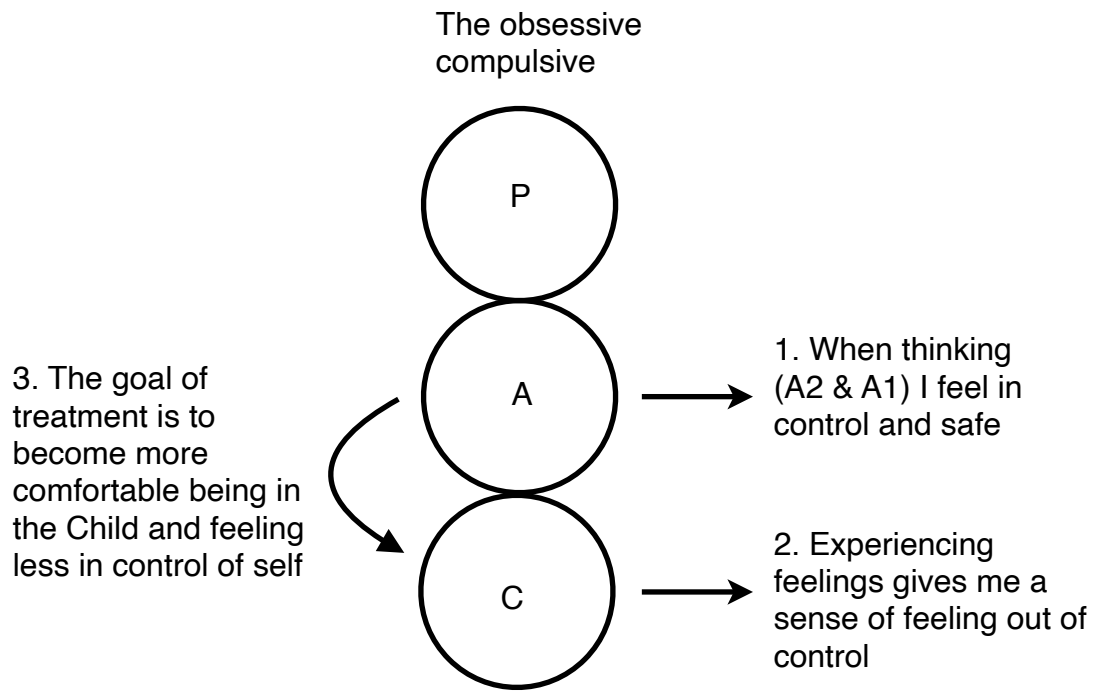 The obsessive
compulsive
P
A
C
1. When thinking
(A2 & A1) I feel in
control and safe
2. Experiencing
feelings gives me a
sense of feeling out of
control
3. The goal of
treatment is to
become more
comfortable being in
the Child and feeling
less in control of self